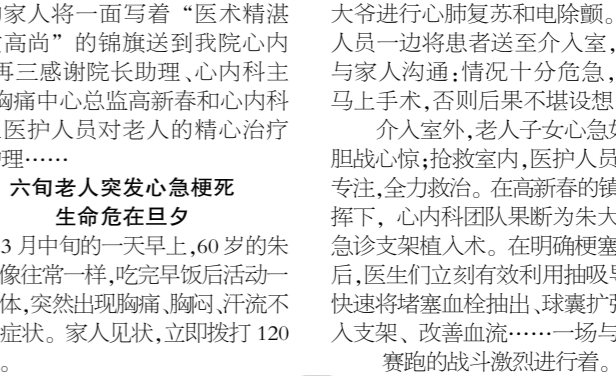 家人将一面写着“医术精湛
高尚”的锦旗送到我院心内
再三感谢院长助理、心内科主
胸痛中心总监高新春和心内科
医护人员对老人的精心治疗
理……
六旬老人突发心急梗死
生命危在旦夕
3月中旬的一天早上,60岁的朱
像往常一样,吃完早饭后活动一
体,突然出现胸痛、胸闷、汗流不
症状。家人见状,立即拨打120
。
大爷进行心肺复苏和电除颤。
人员一边将患者送至介入室,
与家人沟通:情况十分危急,
马上手术,否则后果不堪设想
介入室外,老人子女心急如
胆战心惊;抢救室内,医护人员
专注,全力救治。在高新春的镇
挥下,心内科团队果断为朱大
急诊支架植入术。在明确梗塞
后,医生们立刻有效利用抽吸导
快速将堵塞血栓抽出、球囊扩张
入支架、改善血流……一场与
赛跑的战斗激烈进行着。